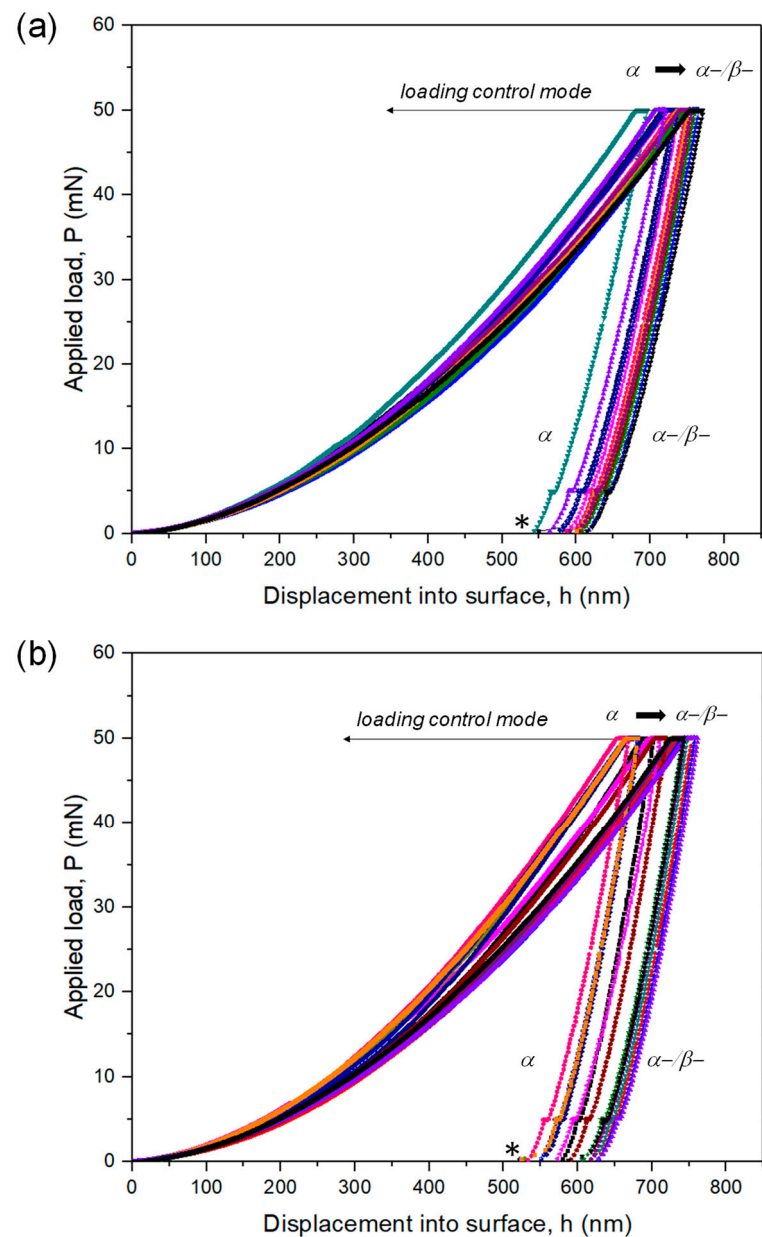 (a)
60
50
40
30
20
10
0
Applied load, P (mN)
α → α−/β−
loading control mode
α
α−/β−
*
0 100 200 300 400 500 600 700 800
Displacement into surface, h (nm)
(b)
60
50
40
30
20
10
0
Applied load, P (mN)
α → α−/β−
loading control mode
α
α−/β−
*
0 100 200 300 400 500 600 700 800
Displacement into surface, h (nm)